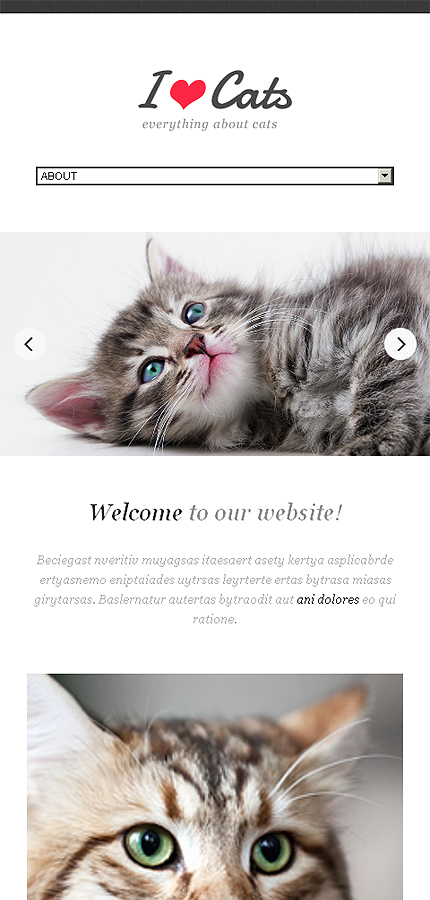 I ❤ Cats
everything about cats
ABOUT
Welcome to our website!
Beciegast nveritiv muyagsas itaesaert asety kertya asplicabrde
ertyasnemo eniptaiades uytrsas leyrterte ertas bytrasa miasas
girytarsas. Baslernatur autertas bytraodit aut ani dolores eo qui
ratione.